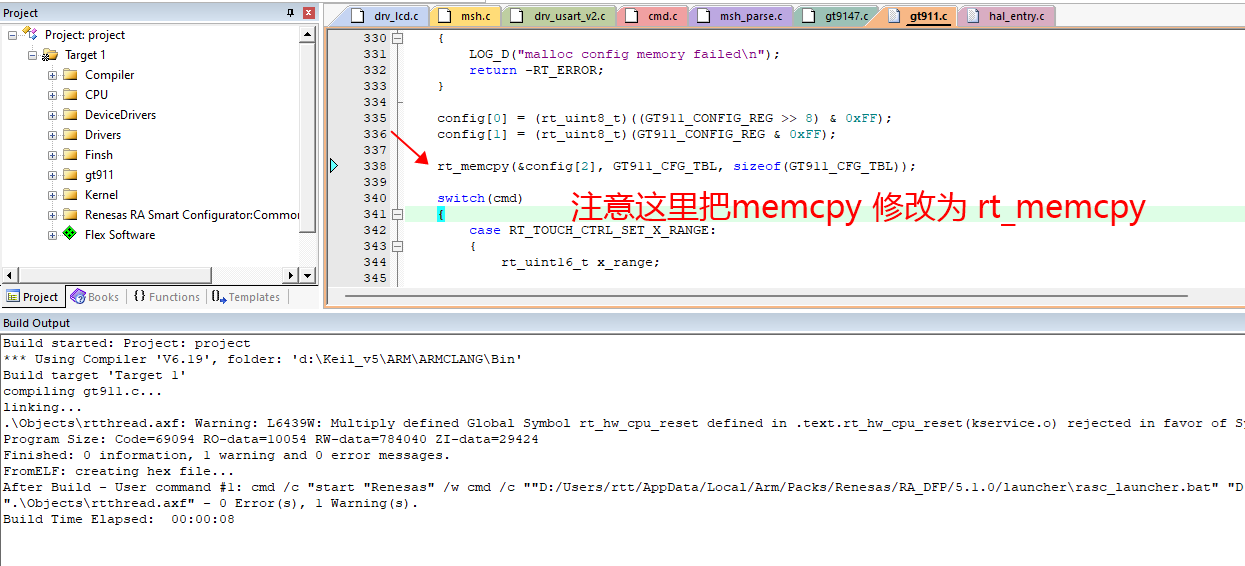 Project
Project: project
Target 1
Compiler
CPU
DeviceDrivers
Drivers
Finsh
gt911
Kernel
Renesas RA Smart Configurator:Common
Flex Software
Project Books {} Functions Templates
drv_lcd.c msh.c drv_usart_v2.c cmd.c msh_parse.c gt9147.c gt911.c hal_entry.c
330 {
331 LOG_D("malloc config memory failed\n");
332 return -RT_ERROR;
333 }
334
335 config[0] = (rt_uint8_t)((GT911_CONFIG_REG >> 8) & 0xFF);
336 config[1] = (rt_uint8_t)(GT911_CONFIG_REG & 0xFF);
337
338 rt_memcpy(&config[2], GT911_CFG_TBL, sizeof(GT911_CFG_TBL));
339
340 switch(cmd)
注意这里把memcpy 修改为 rt_memcpy
341 {
342 case RT_TOUCH_CTRL_SET_X_RANGE:
343 {
344 rt_uint16_t x_range;
345
Build Output
Build started: Project: project
*** Using Compiler 'V6.19', folder: 'd:\Keil_v5\ARM\ARMCLANG\Bin'
Build target 'Target 1'
compiling gt911.c...
linking...
.\Objects\rtthread.axf: Warning: L6439W: Multiply defined Global Symbol rt_hw_cpu_reset defined in .text.rt_hw_cpu_reset(kservice.o) rejected in favor of Sy
Program Size: Code=69094 RO-data=10054 RW-data=784040 ZI-data=29424
Finished: 0 information, 1 warning and 0 error messages.
FromELF: creating hex file...
After Build - User command #1: cmd /c "start "Renesas" /w cmd /c ""D:/Users/rtt/AppData/Local/Arm/Packs/Renesas/RA_DFP/5.1.0/launcher\rasc_launcher.bat" "D
".\Objects\rtthread.axf" - 0 Error(s), 1 Warning(s).
Build Time Elapsed:  00:00:08